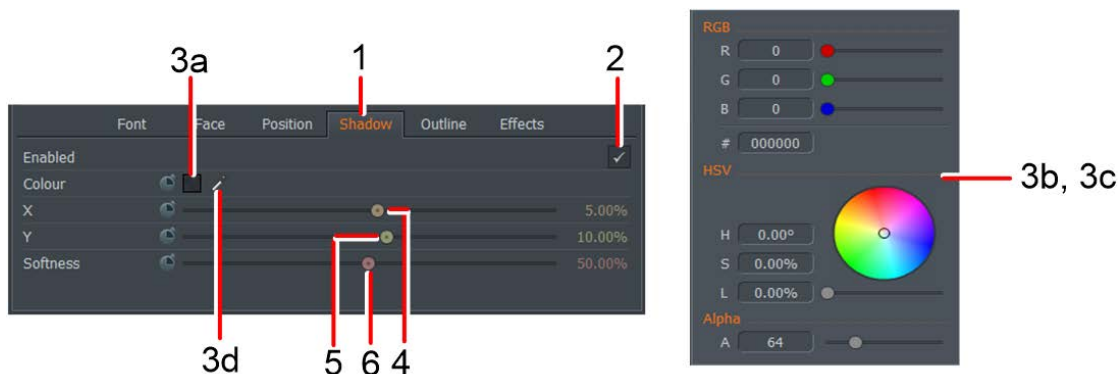 3a
1
2
Font Face Position Shadow Outline Effects
Enabled
Colour
X 5.00%
Y 10.00%
Softness 50.00%
3d
5 6 4
RGB
R 0
G 0
B 0
# 000000
HSV
H 0.00°
S 0.00%
L 0.00%
Alpha
A 64
3b, 3c